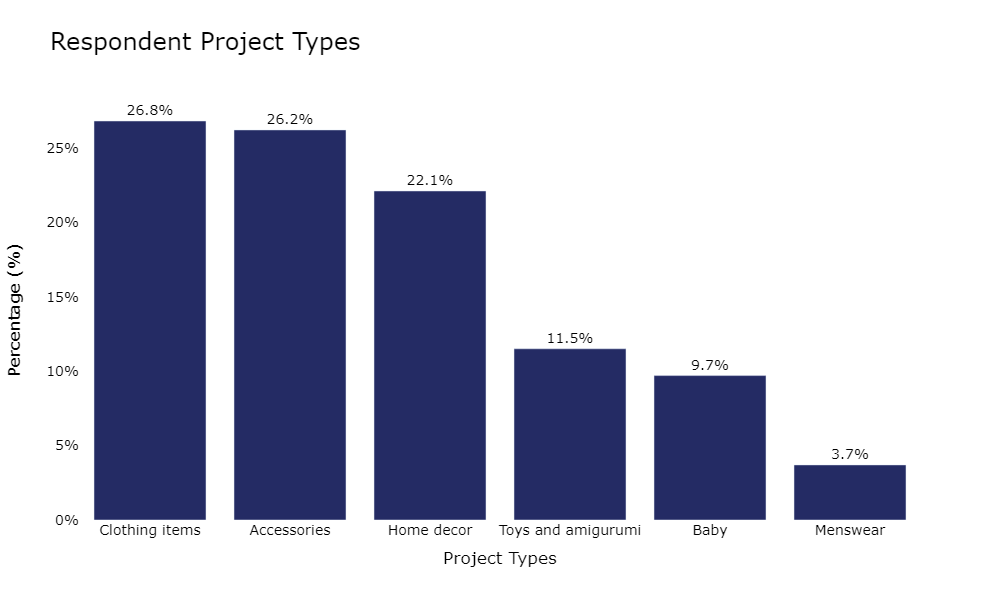 Respondent Project Types
26.8%
26.2%
22.1%
11.5%
9.7%
3.7%
25%
20%
15%
10%
5%
0%
Percentage (%)
Clothing items
Accessories
Home decor
Toys and amigurumi
Baby
Menswear
Project Types